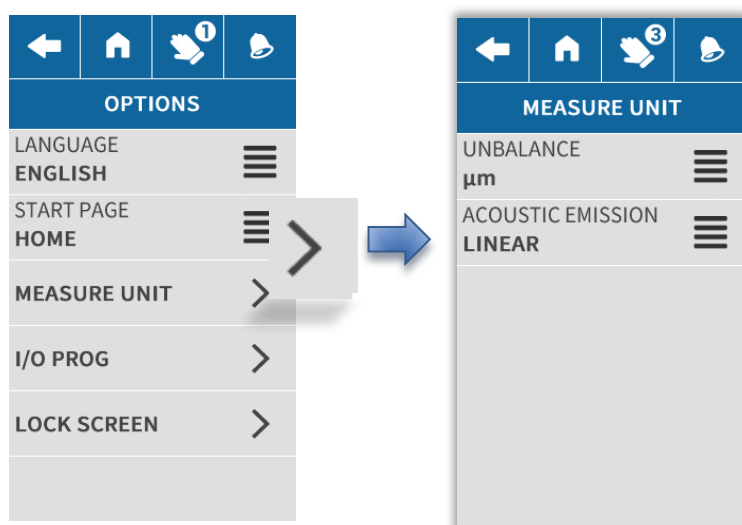 1
OPTIONS
LANGUAGE
ENGLISH
START PAGE
HOME
MEASURE UNIT
I/O PROG
LOCK SCREEN
3
MEASURE UNIT
UNBALANCE
µm
ACOUSTIC EMISSION
LINEAR